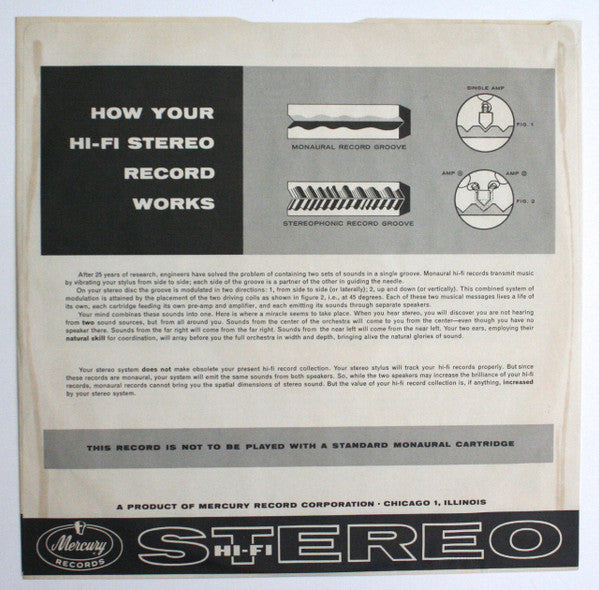 HOW YOUR
HI-FI STEREO
RECORD
WORKS
SINGLE AMP
FIG. 1
MONAURAL RECORD GROOVE
AMP ① AMP ②
FIG. 2
STEREOPHONIC RECORD GROOVE
After 25 years of research, engineers have solved the problem of containing two sets of sounds in a single groove. Monaural hi-fi records transmit music
by vibrating your stylus from side to side; each side of the groove is a partner of the other in guiding the needle.
On your stereo disc the groove is modulated in two directions: 1, from side to side (or laterally); 2, up and down (or vertically). This combined system of
modulation is attained by the placement of the two driving coils as shown in figure 2, i.e., at 45 degrees. Each of these two musical messages lives a life of
its own, each cartridge feeding its own pre-amp and amplifier, and each emitting its sounds through separate speakers.
Your mind combines these sounds into one. Here is where a miracle seems to take place. When you hear stereo, you will discover you are not hearing
from two sound sources, but from all around you. Sounds from the center of the orchestra will come to you from the center—even though you have no
speaker there. Sounds from the far right will come from the far right. Sounds from the near left will come from the near left. Your two ears, employing their
natural skill for coordination, will array before you the full orchestra in width and depth, bringing alive the natural glories of sound.
Your stereo system does not make obsolete your present hi-fi record collection. Your stereo stylus will track your hi-fi records properly. But since
these records are monaural, your system will emit the same sounds from both speakers. So, while the two speakers may increase the brilliance of your hi-fi
records, monaural records cannot bring you the spatial dimensions of stereo sound. But the value of your hi-fi record collection is, if anything, increased
by your stereo system.
THIS RECORD IS NOT TO BE PLAYED WITH A STANDARD MONAURAL CARTRIDGE
A PRODUCT OF MERCURY RECORD CORPORATION · CHICAGO 1, ILLINOIS
Mercury
RECORDS
STEREO
HI-FI